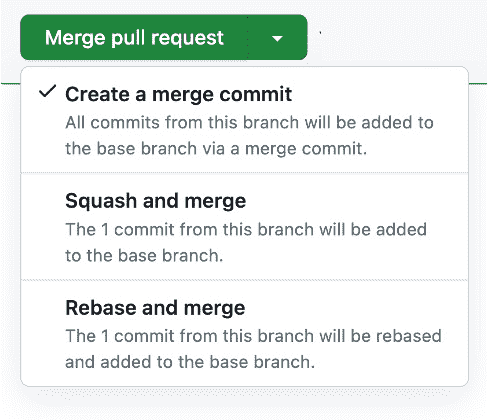 Merge pull request
Create a merge commit
All commits from this branch will be added to
the base branch via a merge commit.
Squash and merge
The 1 commit from this branch will be added
to the base branch.
Rebase and merge
The 1 commit from this branch will be rebased
and added to the base branch.